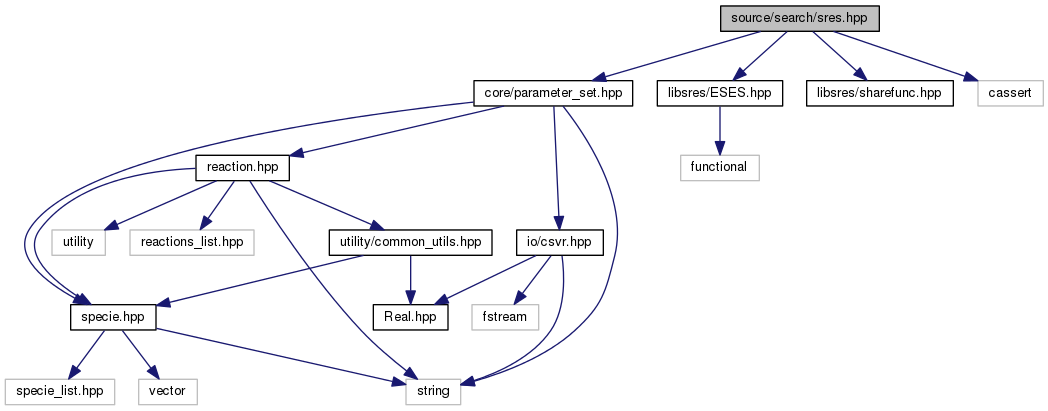 source/search/sres.hpp
core/parameter_set.hpp
libsres/ESES.hpp
libsres/sharefunc.hpp
cassert
reaction.hpp
functional
utility
reactions_list.hpp
utility/common_utils.hpp
io/csvr.hpp
specie.hpp
Real.hpp
fstream
specie_list.hpp
vector
string